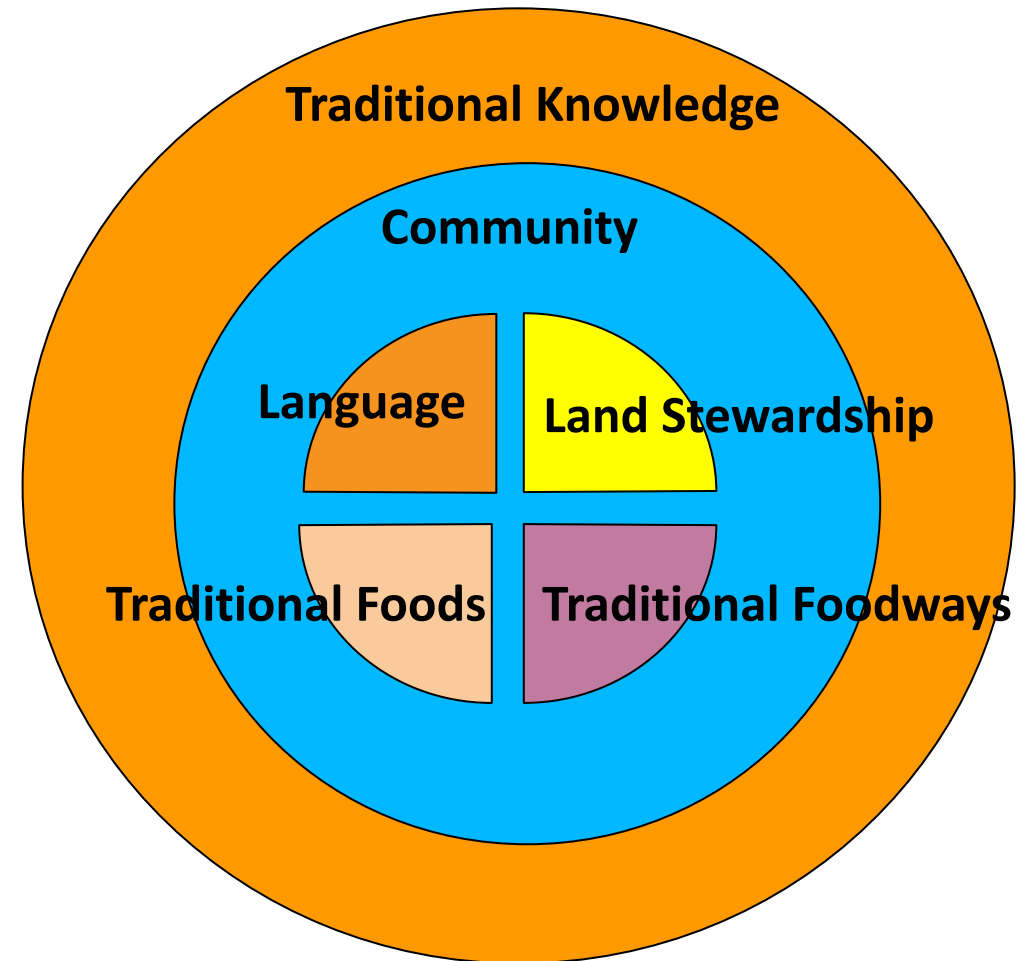 Traditional Knowledge
Community
Language
Land Stewardship
Traditional Foods
Traditional Foodways